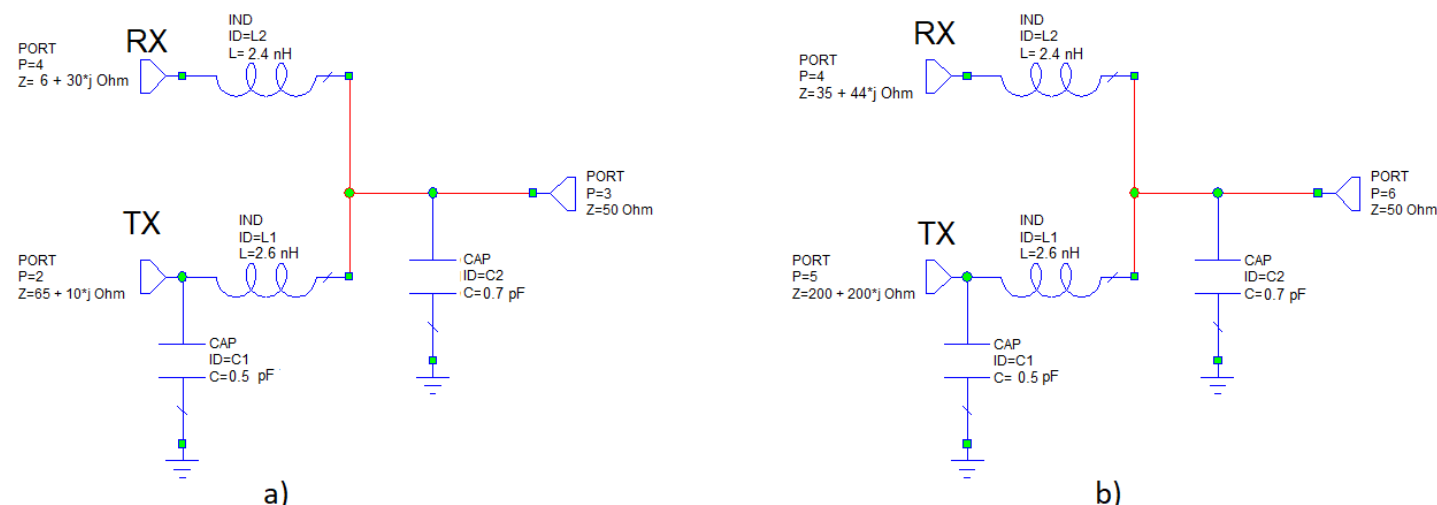 IND
ID=L2
L= 2.4 nH
RX
PORT
P=4
Z= 6 + 30*j Ohm
PORT
P=3
Z=50 Ohm
TX
IND
ID=L1
L=2.6 nH
PORT
P=2
Z=65 + 10*j Ohm
CAP
ID=C2
C=0.7 pF
CAP
ID=C1
C=0.5 pF
a)
IND
ID=L2
L= 2.4 nH
RX
PORT
P=4
Z=35 + 44*j Ohm
PORT
P=6
Z=50 Ohm
TX
IND
ID=L1
L=2.6 nH
PORT
P=5
Z=200 + 200*j Ohm
CAP
ID=C2
C=0.7 pF
CAP
ID=C1
C= 0.5 pF
b)